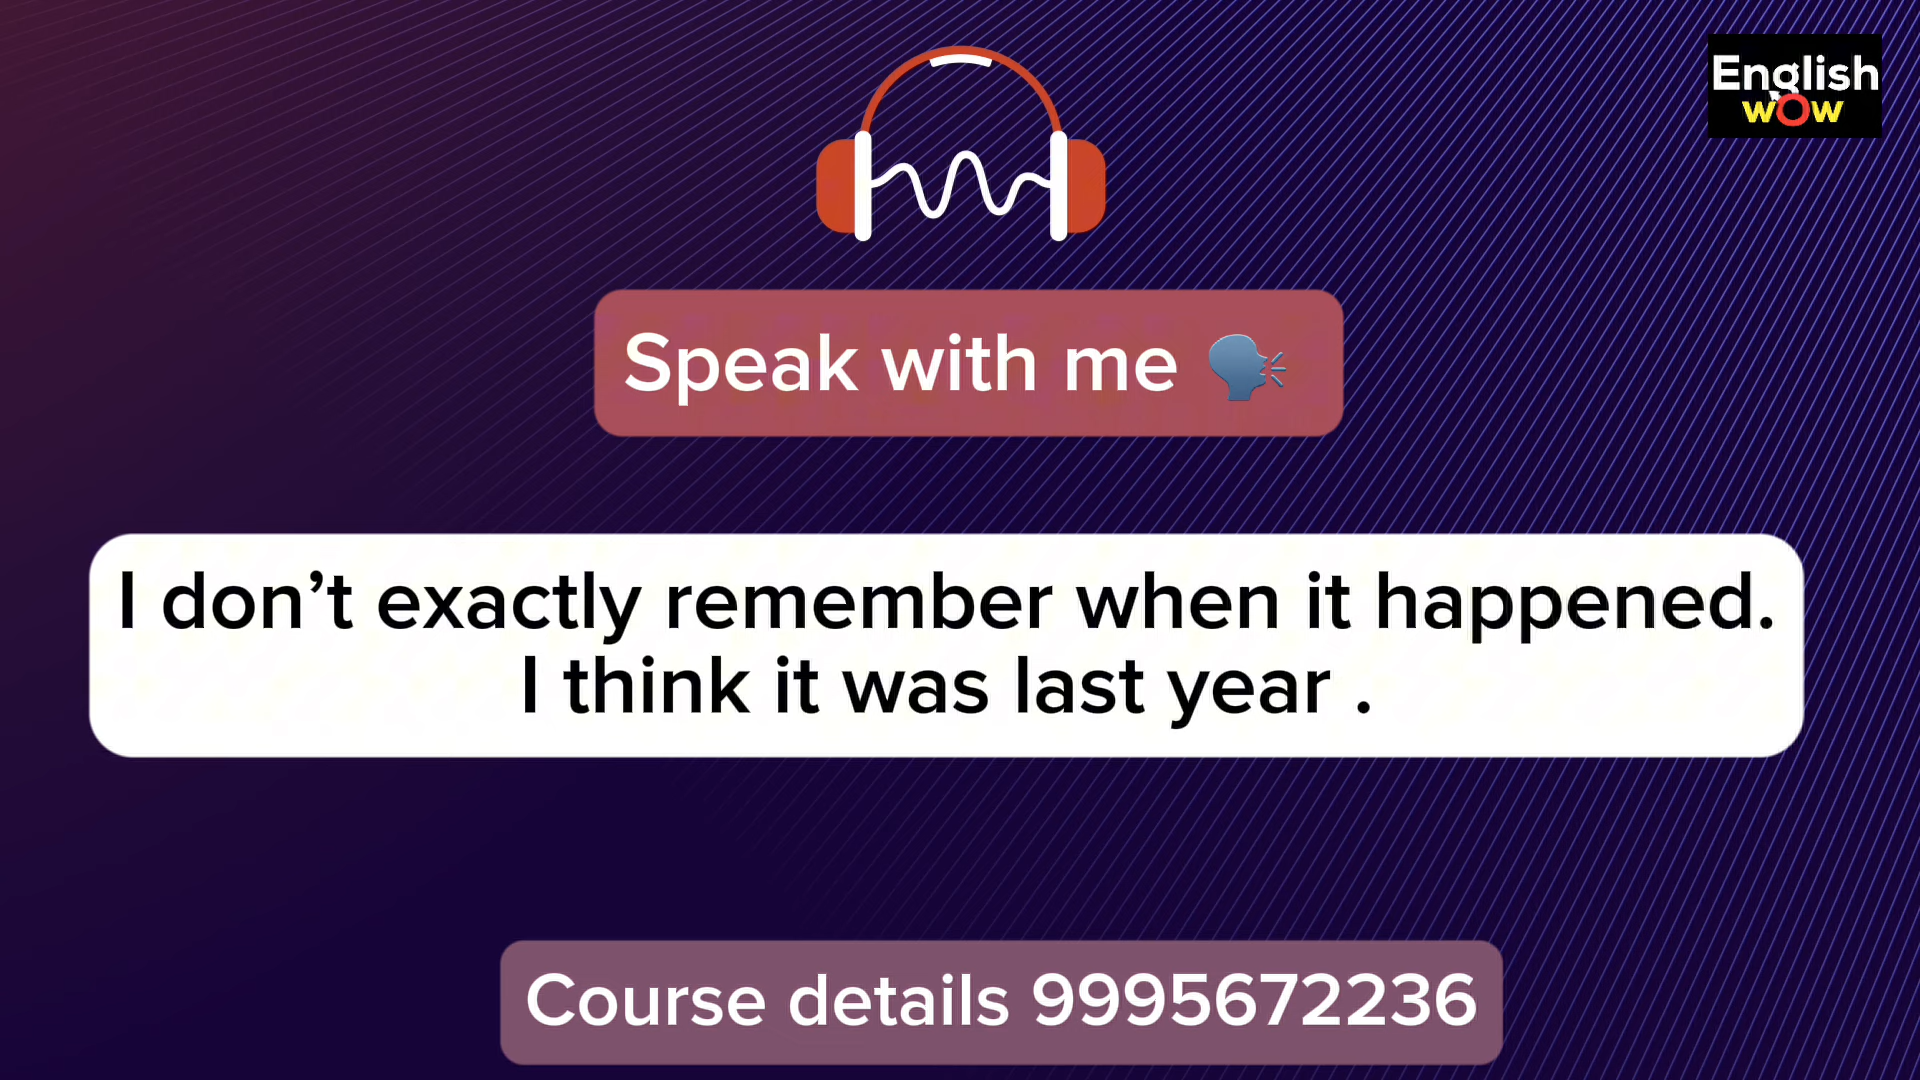 English
wOw
Speak with me 🗣️
I don’t exactly remember when it happened.
I think it was last year .
Course details 9995672236